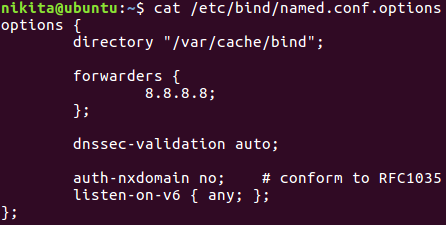 nikita@ubuntu:~$ cat /etc/bind/named.conf.options
options {
        directory "/var/cache/bind";

        forwarders {
                8.8.8.8;
        };

        dnssec-validation auto;

        auth-nxdomain no;    # conform to RFC1035
        listen-on-v6 { any; };
};